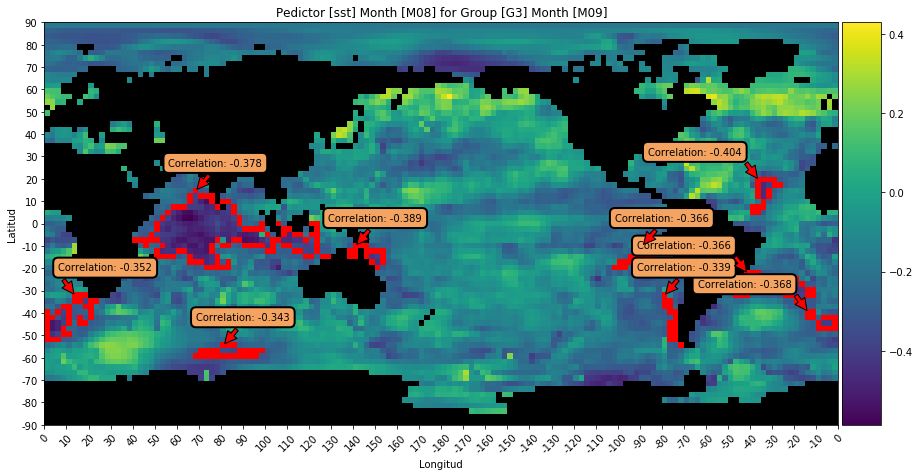 Pedictor [sst] Month [M08] for Group [G3] Month [M09]
Latitud
90
80
70
60
50
40
30
20
10
0
-10
-20
-30
-40
-50
-60
-70
-80
-90
Correlation: -0.404
Correlation: -0.378
Correlation: -0.389
Correlation: -0.366
Correlation: -0.366
Correlation: -0.352
Correlation: -0.339
Correlation: -0.368
Correlation: -0.343
0 10 20 30 40 50 60 70 80 90 100 110 120 130 140 150 160 170 -170 -160 -150 -140 -130 -120 -110 -100 -90 -80 -70 -60 -50 -40 -30 -20 -10 0
Longitud
0.4
0.2
0.0
−0.2
−0.4